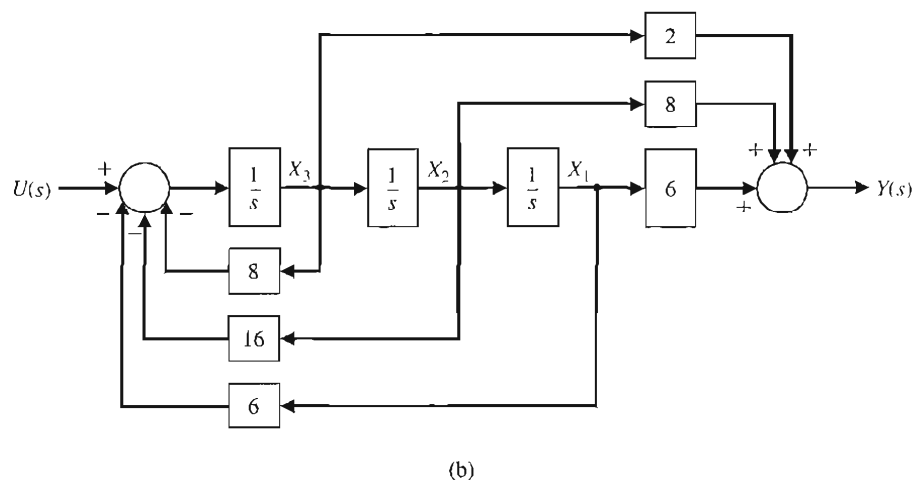 2
8
+ +
+ U(s) − − −
1/s X₃ 1/s X₂ 1/s X₁ 6 + Y(s)
8
16
6
(b)